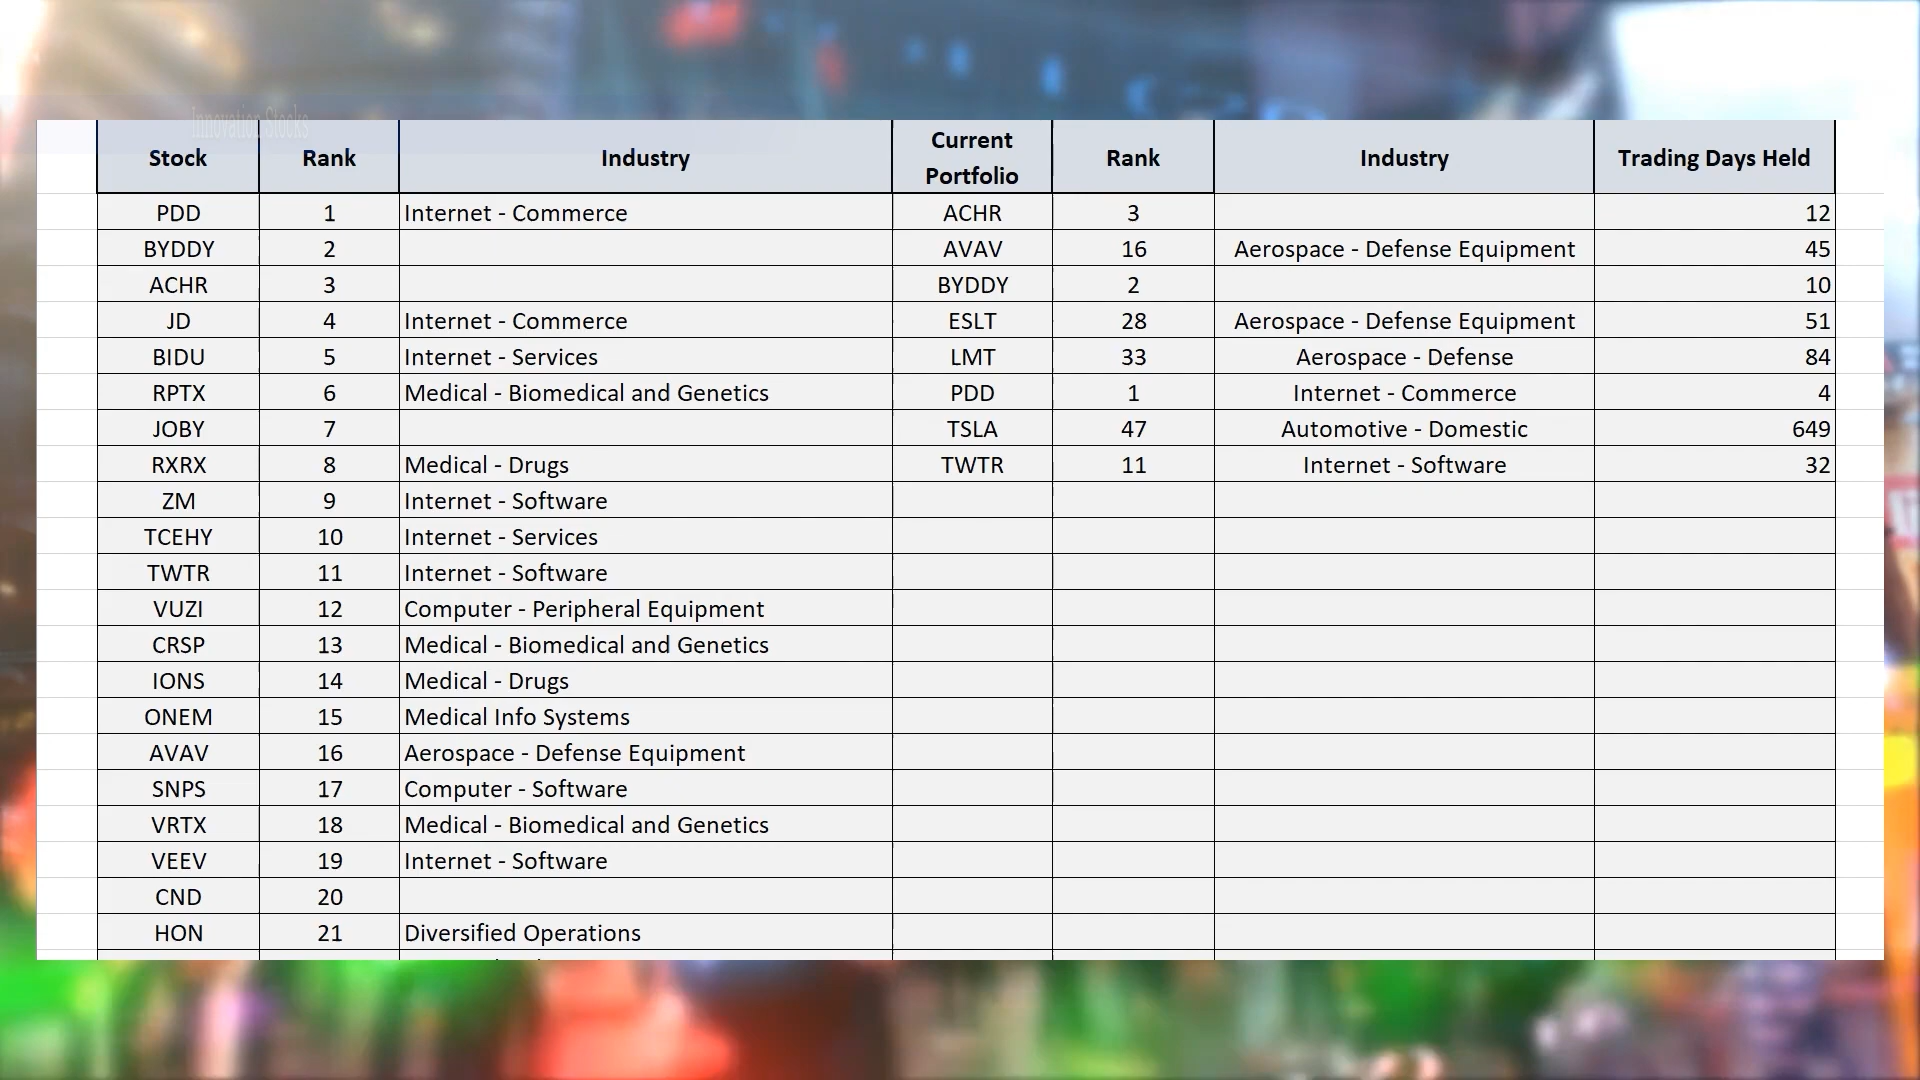 Innovation Stocks
Stock Rank Industry Current Portfolio Rank Industry Trading Days Held
PDD 1 Internet - Commerce ACHR 3 12
BYDDY 2 AVAV 16 Aerospace - Defense Equipment 45
ACHR 3 BYDDY 2 10
JD 4 Internet - Commerce ESLT 28 Aerospace - Defense Equipment 51
BIDU 5 Internet - Services LMT 33 Aerospace - Defense 84
RPTX 6 Medical - Biomedical and Genetics PDD 1 Internet - Commerce 4
JOBY 7 TSLA 47 Automotive - Domestic 649
RXRX 8 Medical - Drugs TWTR 11 Internet - Software 32
ZM 9 Internet - Software
TCEHY 10 Internet - Services
TWTR 11 Internet - Software
VUZI 12 Computer - Peripheral Equipment
CRSP 13 Medical - Biomedical and Genetics
IONS 14 Medical - Drugs
ONEM 15 Medical Info Systems
AVAV 16 Aerospace - Defense Equipment
SNPS 17 Computer - Software
VRTX 18 Medical - Biomedical and Genetics
VEEV 19 Internet - Software
CND 20
HON 21 Diversified Operations